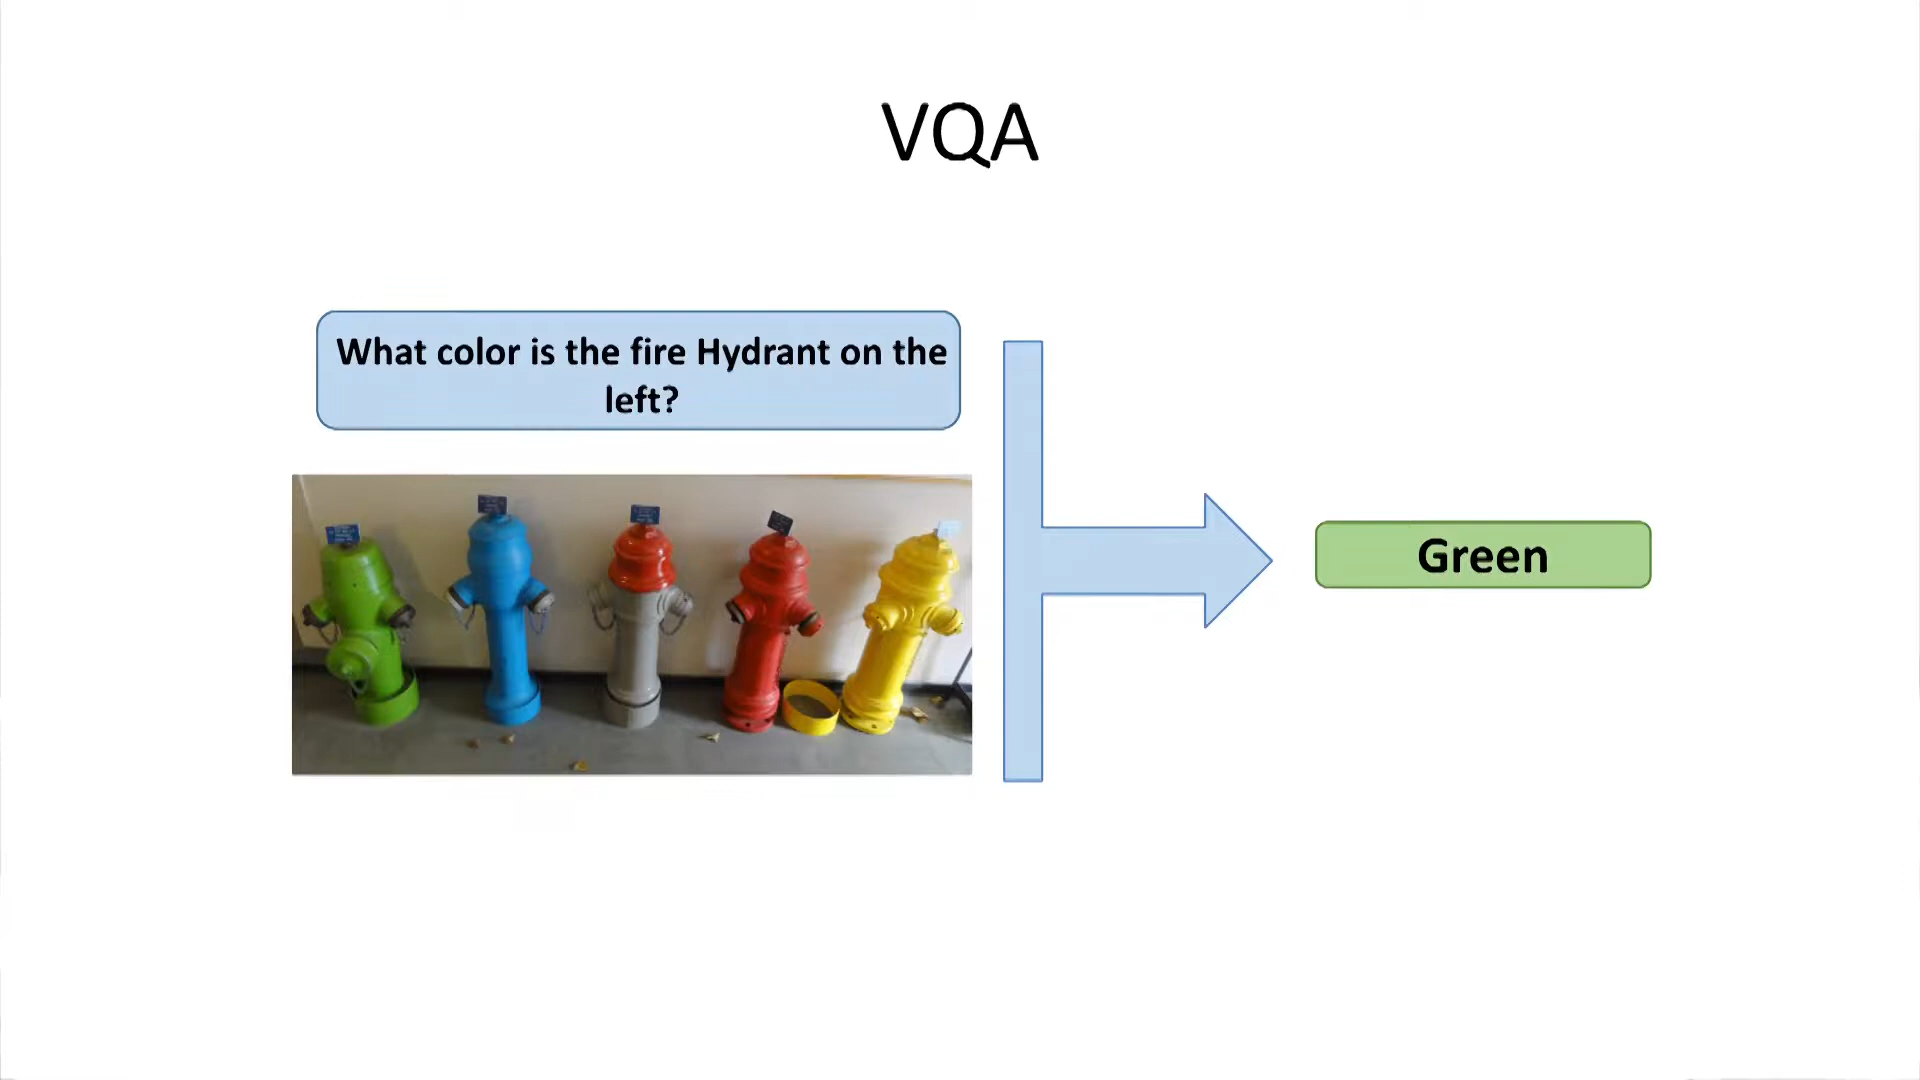 VQA
What color is the fire Hydrant on the
left?
Green